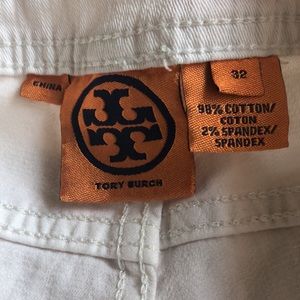 CHINA
TORY BURCH
32
98% COTTON/
COTON
2% SPANDEX/
SPANDEX